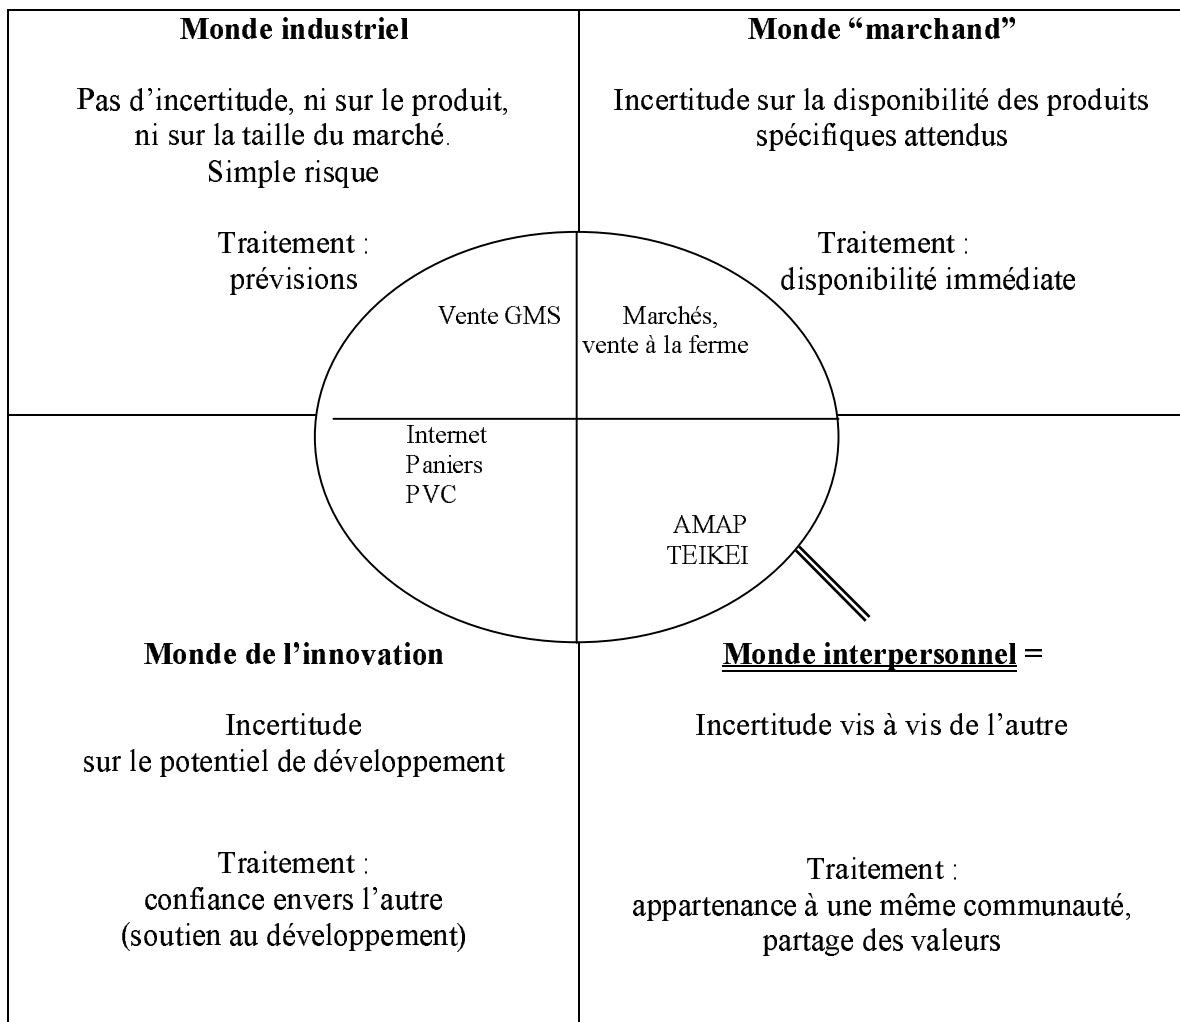 Monde industriel
Pas d’incertitude, ni sur le produit,
ni sur la taille du marché.
Simple risque
Traitement :
prévisions
Vente GMS
Monde “marchand”
Incertitude sur la disponibilité des produits
spécifiques attendus
Traitement :
disponibilité immédiate
Marchés,
vente à la ferme
Internet
Paniers
PVC
Monde de l’innovation
Incertitude
sur le potentiel de développement
Traitement :
confiance envers l’autre
(soutien au développement)
AMAP
TEIKEI
Monde interpersonnel =
Incertitude vis à vis de l’autre
Traitement :
appartenance à une même communauté,
partage des valeurs